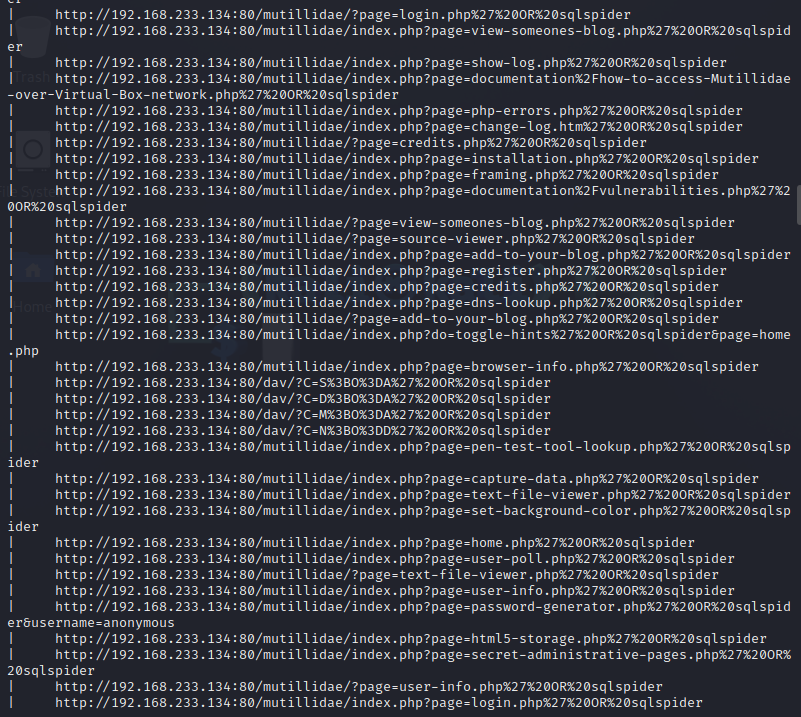 er
|     http://192.168.233.134:80/mutillidae/?page=login.php%27%20OR%20sqlspider
|     http://192.168.233.134:80/mutillidae/index.php?page=view-someones-blog.php%27%20OR%20sqlspid
er
|     http://192.168.233.134:80/mutillidae/index.php?page=show-log.php%27%20OR%20sqlspider
|     http://192.168.233.134:80/mutillidae/index.php?page=documentation%2Fhow-to-access-Mutillidae
-over-Virtual-Box-network.php%27%20OR%20sqlspider
|     http://192.168.233.134:80/mutillidae/index.php?page=php-errors.php%27%20OR%20sqlspider
|     http://192.168.233.134:80/mutillidae/index.php?page=change-log.htm%27%20OR%20sqlspider
|     http://192.168.233.134:80/mutillidae/?page=credits.php%27%20OR%20sqlspider
|     http://192.168.233.134:80/mutillidae/index.php?page=installation.php%27%20OR%20sqlspider
|     http://192.168.233.134:80/mutillidae/index.php?page=framing.php%27%20OR%20sqlspider
|     http://192.168.233.134:80/mutillidae/index.php?page=documentation%2Fvulnerabilities.php%27%2
0OR%20sqlspider
|     http://192.168.233.134:80/mutillidae/?page=view-someones-blog.php%27%20OR%20sqlspider
|     http://192.168.233.134:80/mutillidae/index.php?page=source-viewer.php%27%20OR%20sqlspider
|     http://192.168.233.134:80/mutillidae/index.php?page=add-to-your-blog.php%27%20OR%20sqlspider
|     http://192.168.233.134:80/mutillidae/index.php?page=register.php%27%20OR%20sqlspider
|     http://192.168.233.134:80/mutillidae/index.php?page=credits.php%27%20OR%20sqlspider
|     http://192.168.233.134:80/mutillidae/index.php?page=dns-lookup.php%27%20OR%20sqlspider
|     http://192.168.233.134:80/mutillidae/?page=add-to-your-blog.php%27%20OR%20sqlspider
|     http://192.168.233.134:80/mutillidae/index.php?do=toggle-hints%27%20OR%20sqlspider&page=home
.php
|     http://192.168.233.134:80/mutillidae/index.php?page=browser-info.php%27%20OR%20sqlspider
|     http://192.168.233.134:80/dav/?C=S%3BO%3DA%27%20OR%20sqlspider
|     http://192.168.233.134:80/dav/?C=D%3BO%3DA%27%20OR%20sqlspider
|     http://192.168.233.134:80/dav/?C=M%3BO%3DA%27%20OR%20sqlspider
|     http://192.168.233.134:80/dav/?C=N%3BO%3DD%27%20OR%20sqlspider
|     http://192.168.233.134:80/mutillidae/index.php?page=pen-test-tool-lookup.php%27%20OR%20sqlsp
ider
|     http://192.168.233.134:80/mutillidae/index.php?page=capture-data.php%27%20OR%20sqlspider
|     http://192.168.233.134:80/mutillidae/index.php?page=text-file-viewer.php%27%20OR%20sqlspider
|     http://192.168.233.134:80/mutillidae/index.php?page=set-background-color.php%27%20OR%20sqlsp
ider
|     http://192.168.233.134:80/mutillidae/index.php?page=home.php%27%20OR%20sqlspider
|     http://192.168.233.134:80/mutillidae/index.php?page=user-poll.php%27%20OR%20sqlspider
|     http://192.168.233.134:80/mutillidae/?page=text-file-viewer.php%27%20OR%20sqlspider
|     http://192.168.233.134:80/mutillidae/index.php?page=user-info.php%27%20OR%20sqlspider
|     http://192.168.233.134:80/mutillidae/index.php?page=password-generator.php%27%20OR%20sqlspid
er&username=anonymous
|     http://192.168.233.134:80/mutillidae/index.php?page=html5-storage.php%27%20OR%20sqlspider
|     http://192.168.233.134:80/mutillidae/index.php?page=secret-administrative-pages.php%27%20OR%
20sqlspider
|     http://192.168.233.134:80/mutillidae/?page=user-info.php%27%20OR%20sqlspider
|     http://192.168.233.134:80/mutillidae/index.php?page=login.php%27%20OR%20sqlspider
Trash
Home